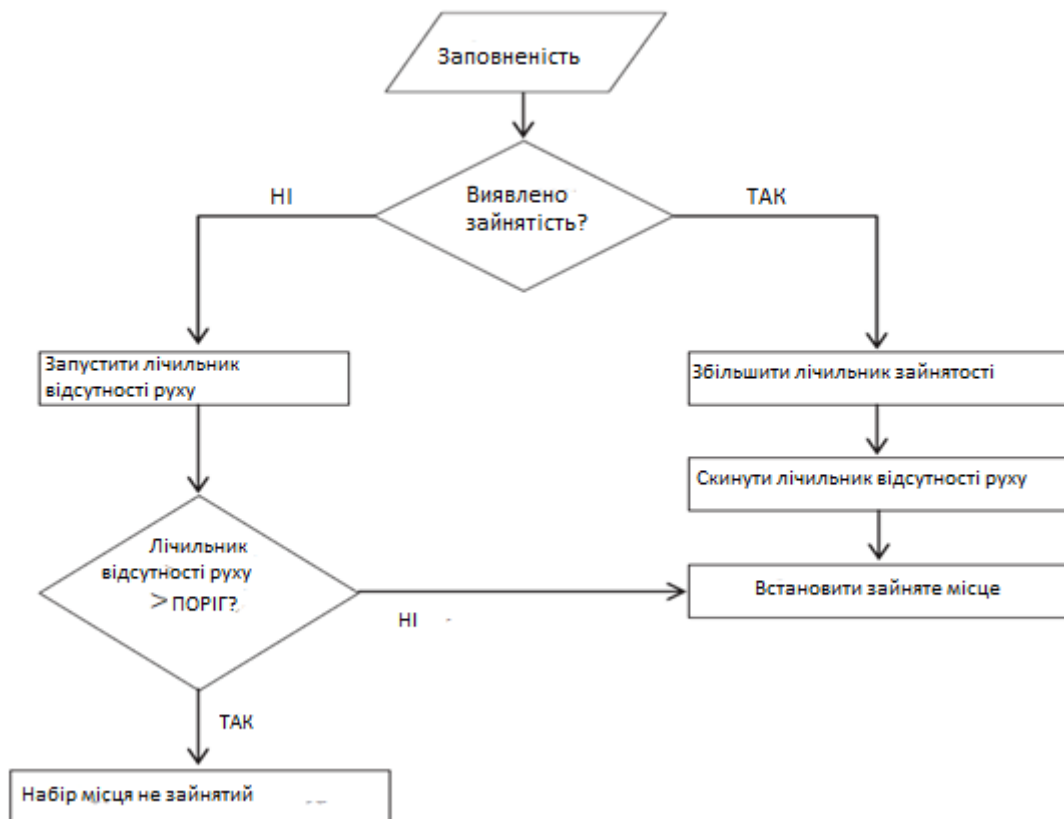 Заповненість
Виявлено
зайнятість?
НІ
ТАК
Запустити лічильник
відсутності руху
Збільшити лічильник зайнятості
Скинути лічильник відсутності руху
Лічильник
відсутності руху
> ПОРІГ?
НІ
Встановити зайняте місце
ТАК
Набір місця не зайнятий